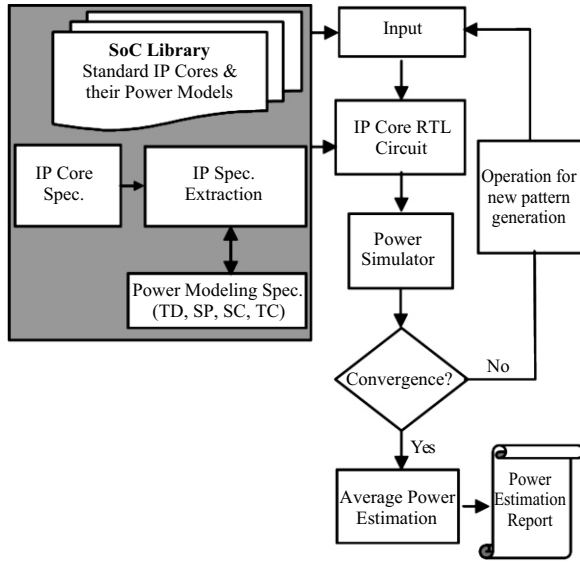 SoC Library
Standard IP Cores &
their Power Models
IP Core
Spec.
IP Spec.
Extraction
Power Modeling Spec.
(TD, SP, SC, TC)
Input
IP Core RTL
Circuit
Operation for
new pattern
generation
Power
Simulator
Convergence?
No
Yes
Average Power
Estimation
Power
Estimation
Report